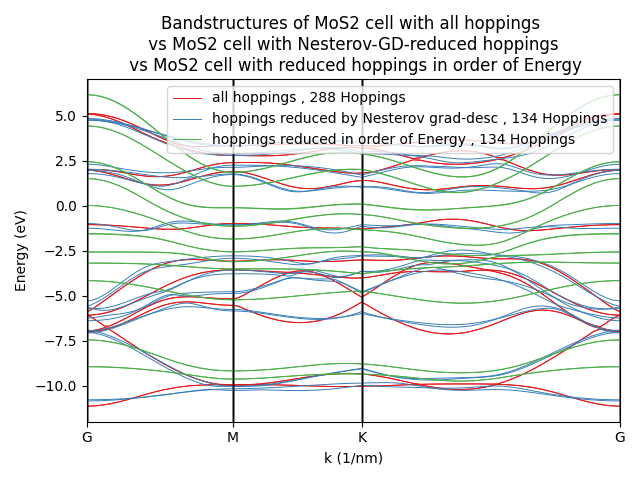 Bandstructures of MoS2 cell with all hoppings
vs MoS2 cell with Nesterov-GD-reduced hoppings
vs MoS2 cell with reduced hoppings in order of Energy
all hoppings , 288 Hoppings
hoppings reduced by Nesterov grad-desc , 134 Hoppings
hoppings reduced in order of Energy , 134 Hoppings
5.0
2.5
0.0
−2.5
−5.0
−7.5
−10.0
Energy (eV)
G M K G
k (1/nm)